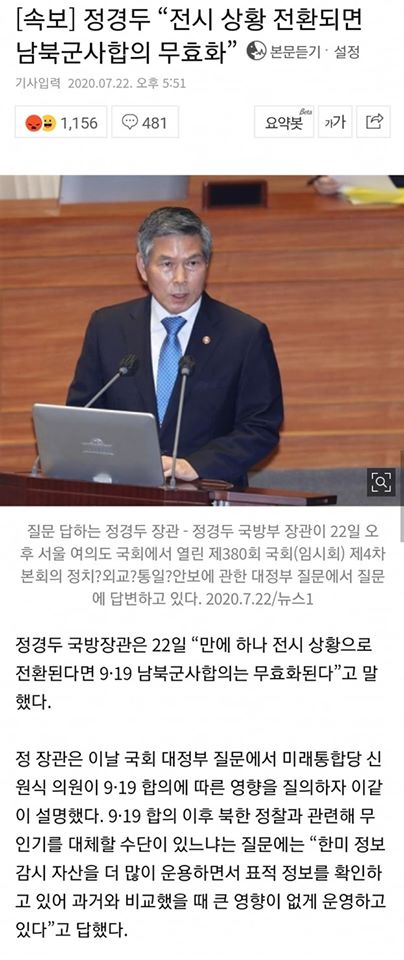 [속보] 정경두 “전시 상황 전환되면
남북군사합의 무효화” 본문듣기 · 설정
기사입력 2020.07.22. 오후 5:51
1,156 481 요약봇 Beta 가가
질문 답하는 정경두 장관 - 정경두 국방부 장관이 22일 오
후 서울 여의도 국회에서 열린 제380회 국회(임시회) 제4차
본회의 정치?외교?통일?안보에 관한 대정부 질문에서 질문
에 답변하고 있다. 2020.7.22/뉴스1
정경두 국방장관은 22일 “만에 하나 전시 상황으로
전환된다면 9·19 남북군사합의는 무효화된다”고 말
했다.
정 장관은 이날 국회 대정부 질문에서 미래통합당 신
원식 의원이 9·19 합의에 따른 영향을 질의하자 이같
이 설명했다. 9·19 합의 이후 북한 정찰과 관련해 무
인기를 대체할 수단이 있느냐는 질문에는 “한미 정보
감시 자산을 더 많이 운용하면서 표적 정보를 확인하
고 있어 과거와 비교했을 때 큰 영향이 없게 운영하고
있다”고 답했다.